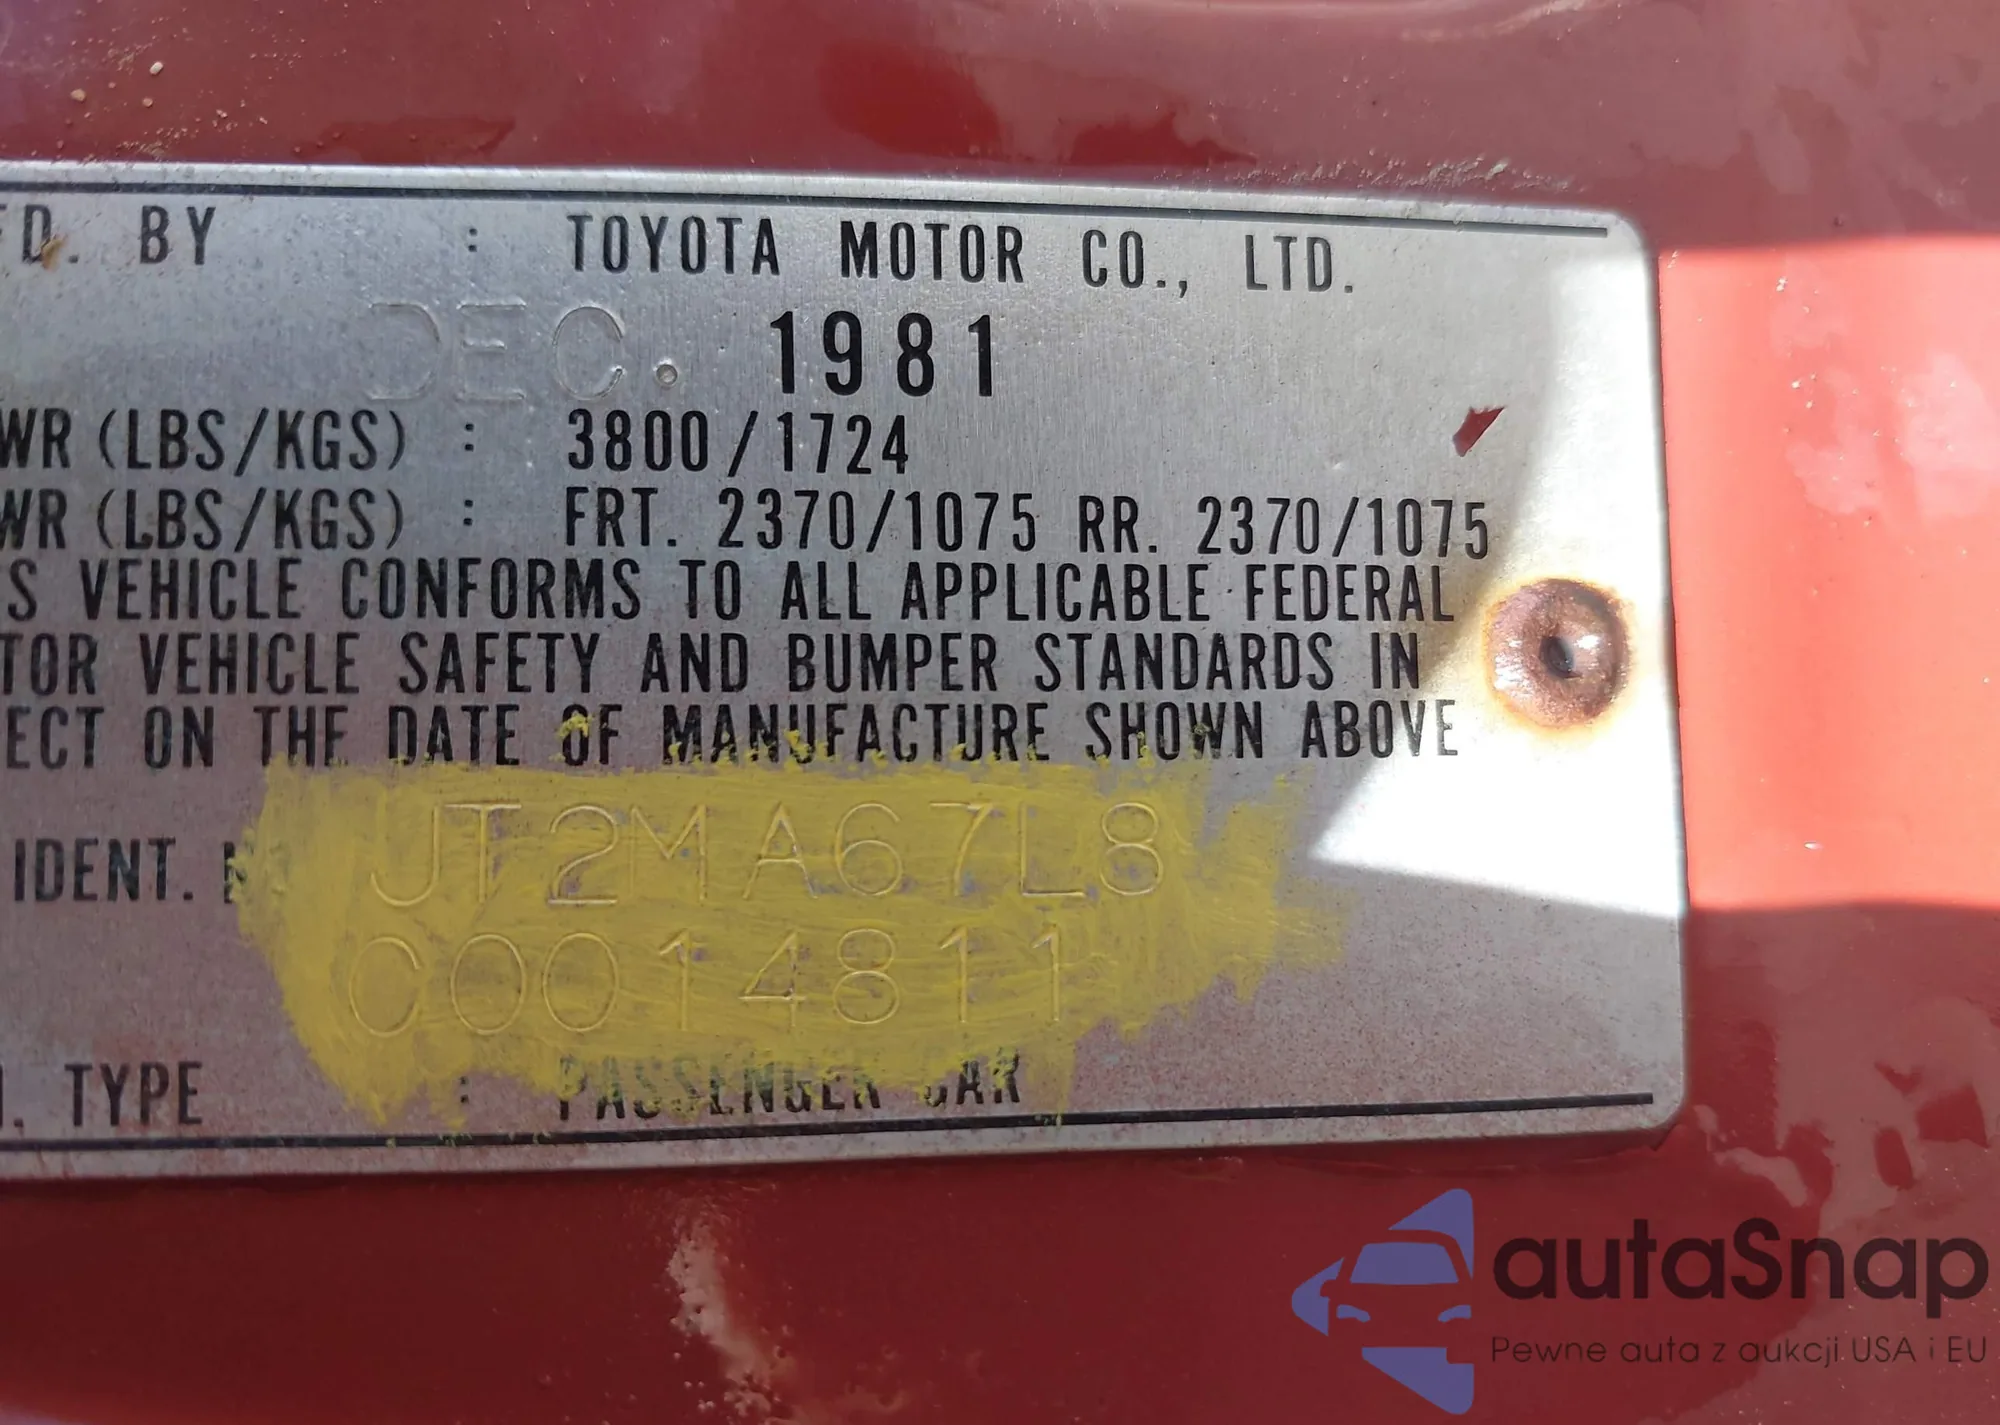 FD. BY : TOYOTA MOTOR CO., LTD.
DEC. 1981
WR (LBS/KGS) : 3800/1724
WR (LBS/KGS) : FRT. 2370/1075 RR. 2370/1075
S VEHICLE CONFORMS TO ALL APPLICABLE FEDERAL
TOR VEHICLE SAFETY AND BUMPER STANDARDS IN
ECT ON THE DATE OF MANUFACTURE SHOWN ABOVE
IDENT. JT2MA67L8
C0014811
. TYPE : PASSENGER CAR
autaSnap
Pewne auta z aukcji USA i EU